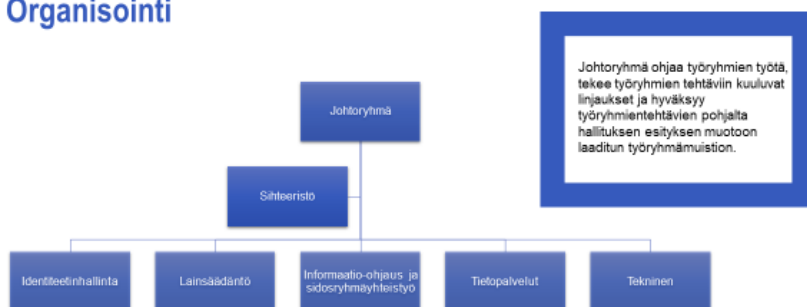 Organisointi
Johtoryhmä ohjaa työryhmien työtä,
tekee työryhmien tehtäviin kuuluvat
linjaukset ja hyväksyy
työryhmientehtävien pohjalta
hallituksen esityksen muotoon
laaditun työryhmämuistion.
Johtoryhmä
Sihteeristö
Identiteetinhallinta
Lainsäädäntö
Informaatio-ohjaus ja
sidosryhmäyhteistyö
Tietopalvelut
Tekninen